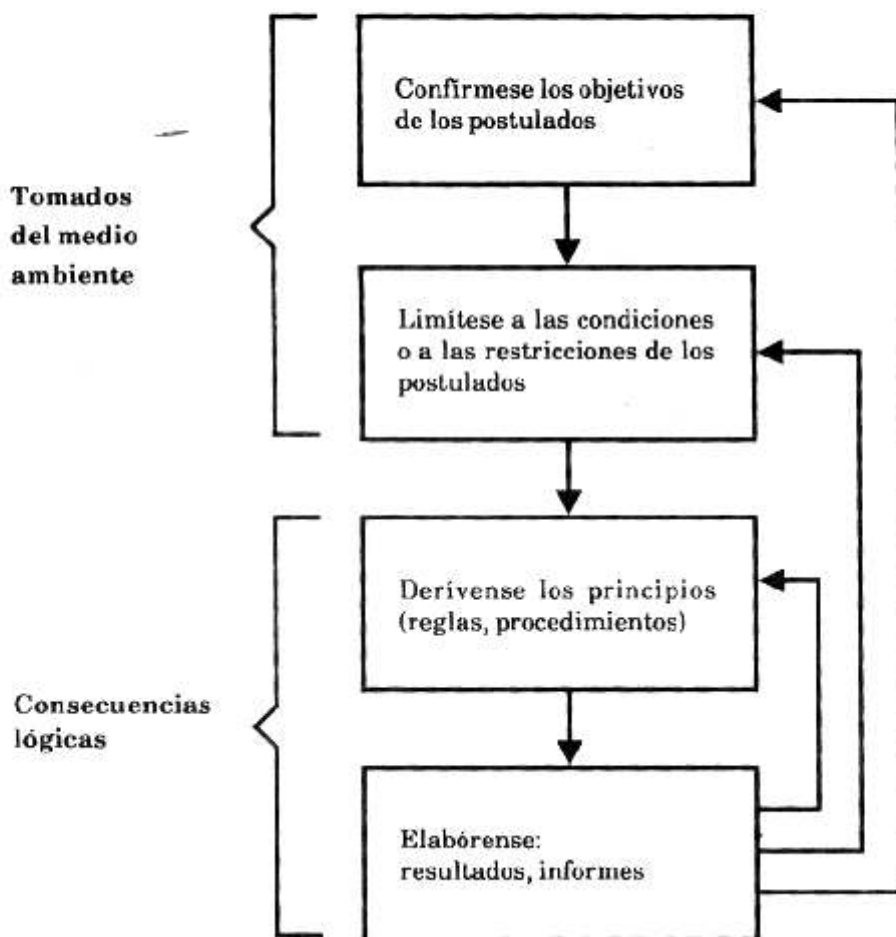 Confírmese los objetivos
de los postulados
Tomados
del medio
ambiente
Limítese a las condiciones
o a las restricciones de los
postulados
Derívense los principios
(reglas, procedimientos)
Consecuencias
lógicas
Elabórense:
resultados, informes